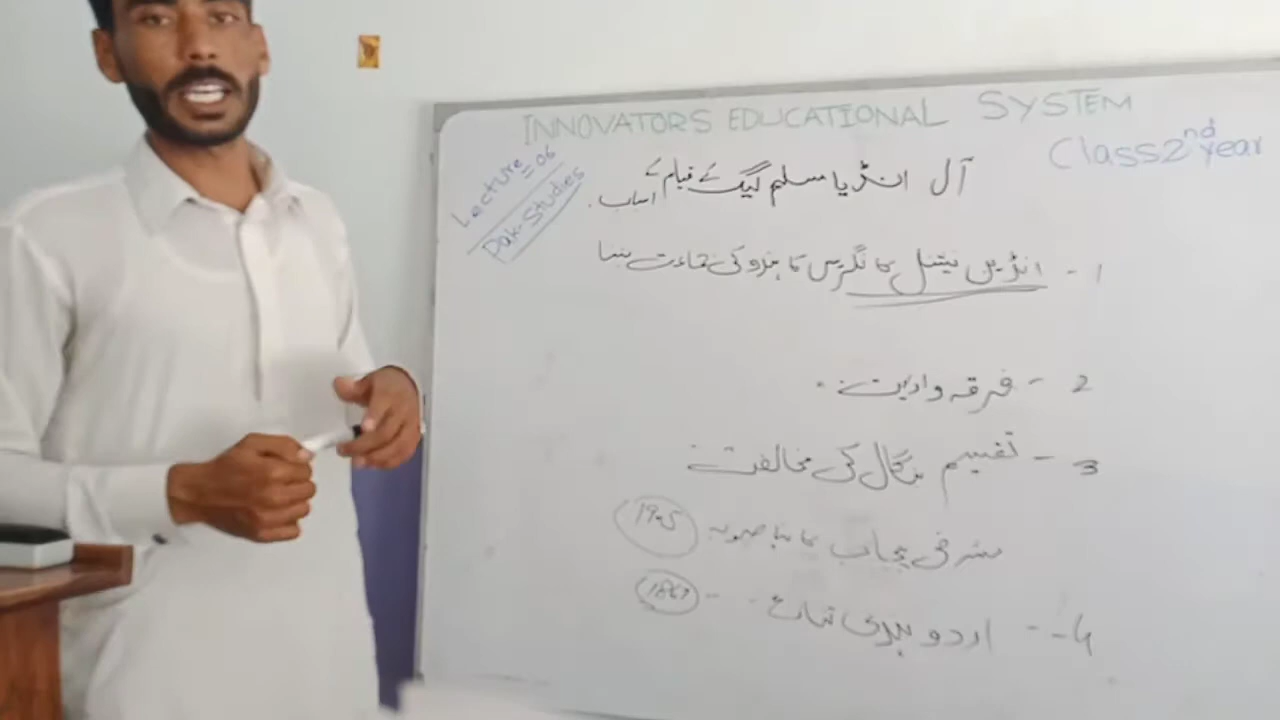 INNOVATORS EDUCATIONAL SYSTEM
Class 2nd year
Lecture=06
Pak-Studies
آل انڈیا مسلم لیگ کے قیام کے اسباب.
1- انڈین نیشنل کانگریس کا ہندو کی جماعت بننا
2- فرقہ واریت.
3- تقسیم بنگال کی مخالفت
مشرقی پنجاب کا نیا صوبہ 1905
4-- اردو ہندی تنازع -- 1867